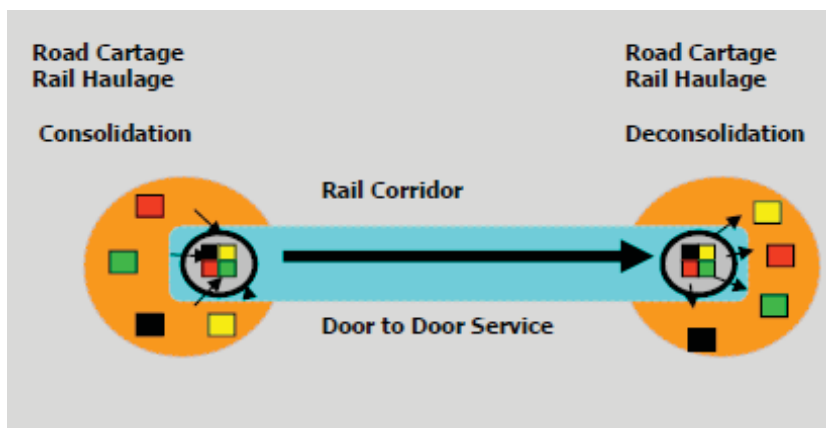 Road Cartage
Rail Haulage
Consolidation
Road Cartage
Rail Haulage
Deconsolidation
Rail Corridor
Door to Door Service